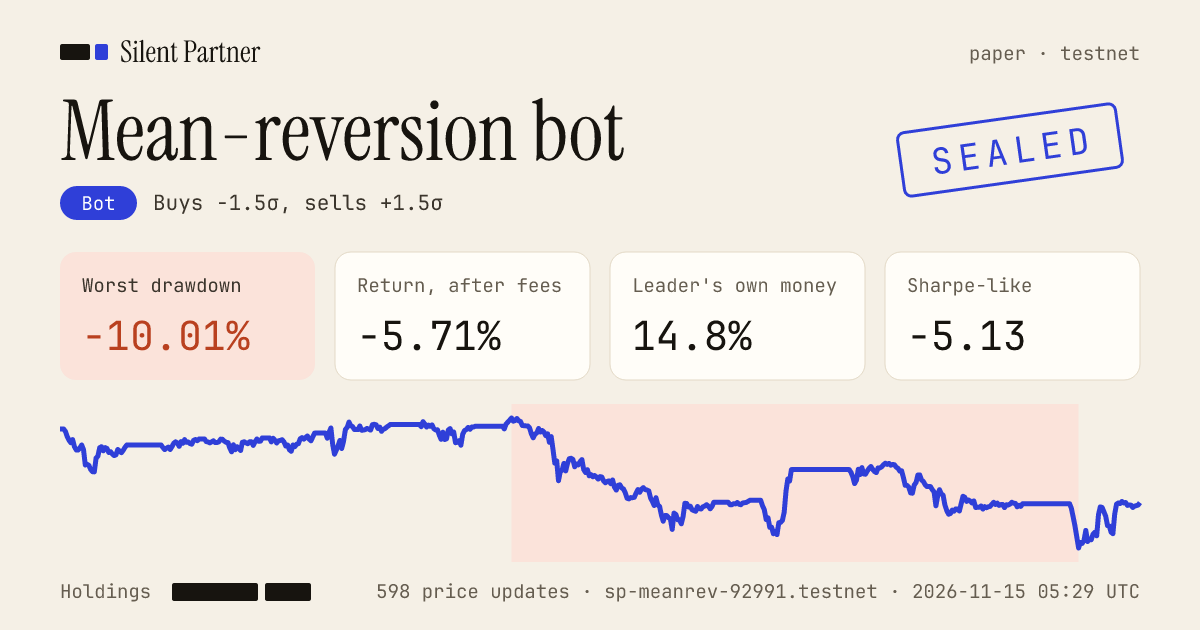 Silent Partner
paper · testnet
Mean-reversion bot
SEALED
Bot
Buys -1.5σ, sells +1.5σ
Worst drawdown
-10.01%
Return, after fees
-5.71%
Leader's own money
14.8%
Sharpe-like
-5.13
Holdings
598 price updates · sp-meanrev-92991.testnet · 2026-11-15 05:29 UTC